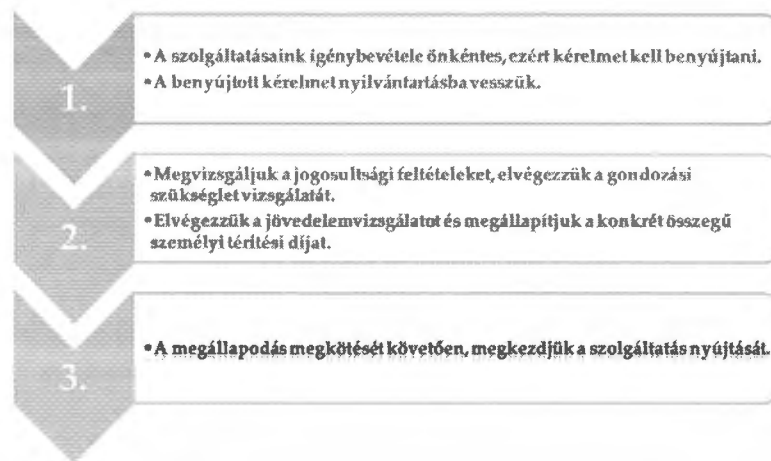 1.
• A szolgáltatásaink igénybevétele önkéntes, ezért kérelmet kell benyújtani.
• A benyújtott kérelmet nyilvántartásba vesszük.
2.
• Megvizsgáljuk a jogosultsági feltételeket, elvégezzük a gondozási
szükséglet vizsgálatát.
• Elvégezzük a jövedelemvizsgálatot és megállapítjuk a konkrét összegű
személyi térítési díjat.
3.
• A megállapodás megkötését követően, megkezdjük a szolgáltatás nyújtását.